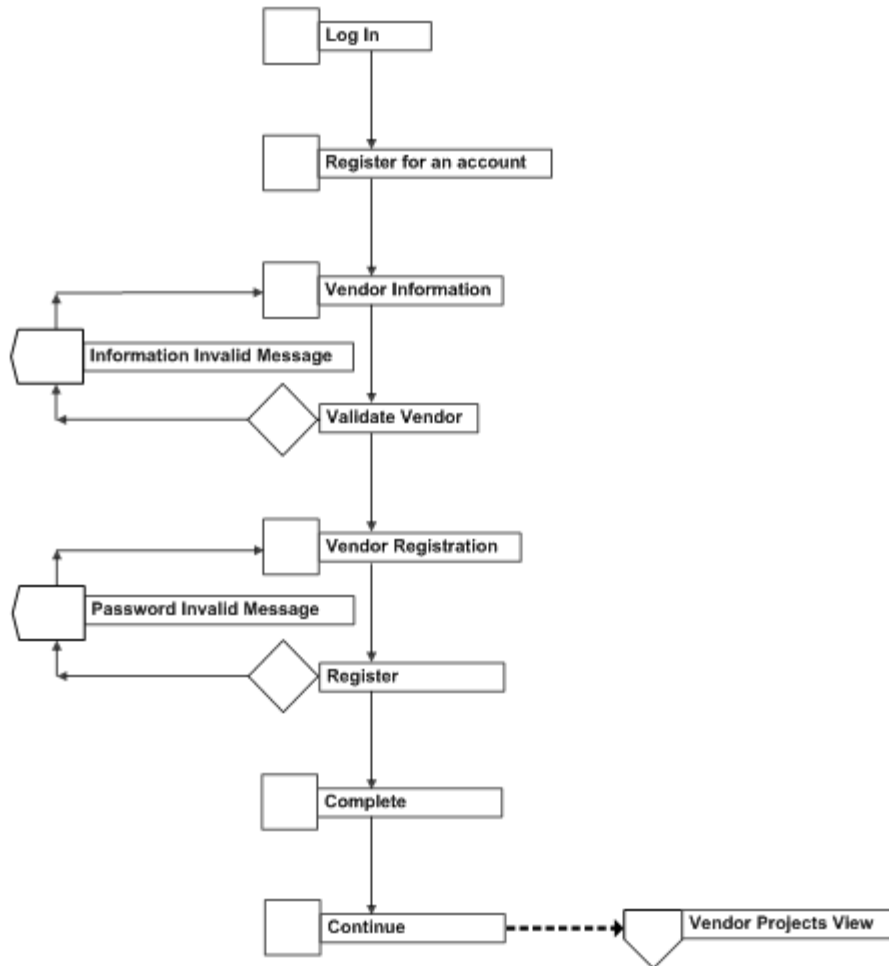 Log In
Register for an account
Vendor Information
Information Invalid Message
Validate Vendor
Vendor Registration
Password Invalid Message
Register
Complete
Continue
Vendor Projects View